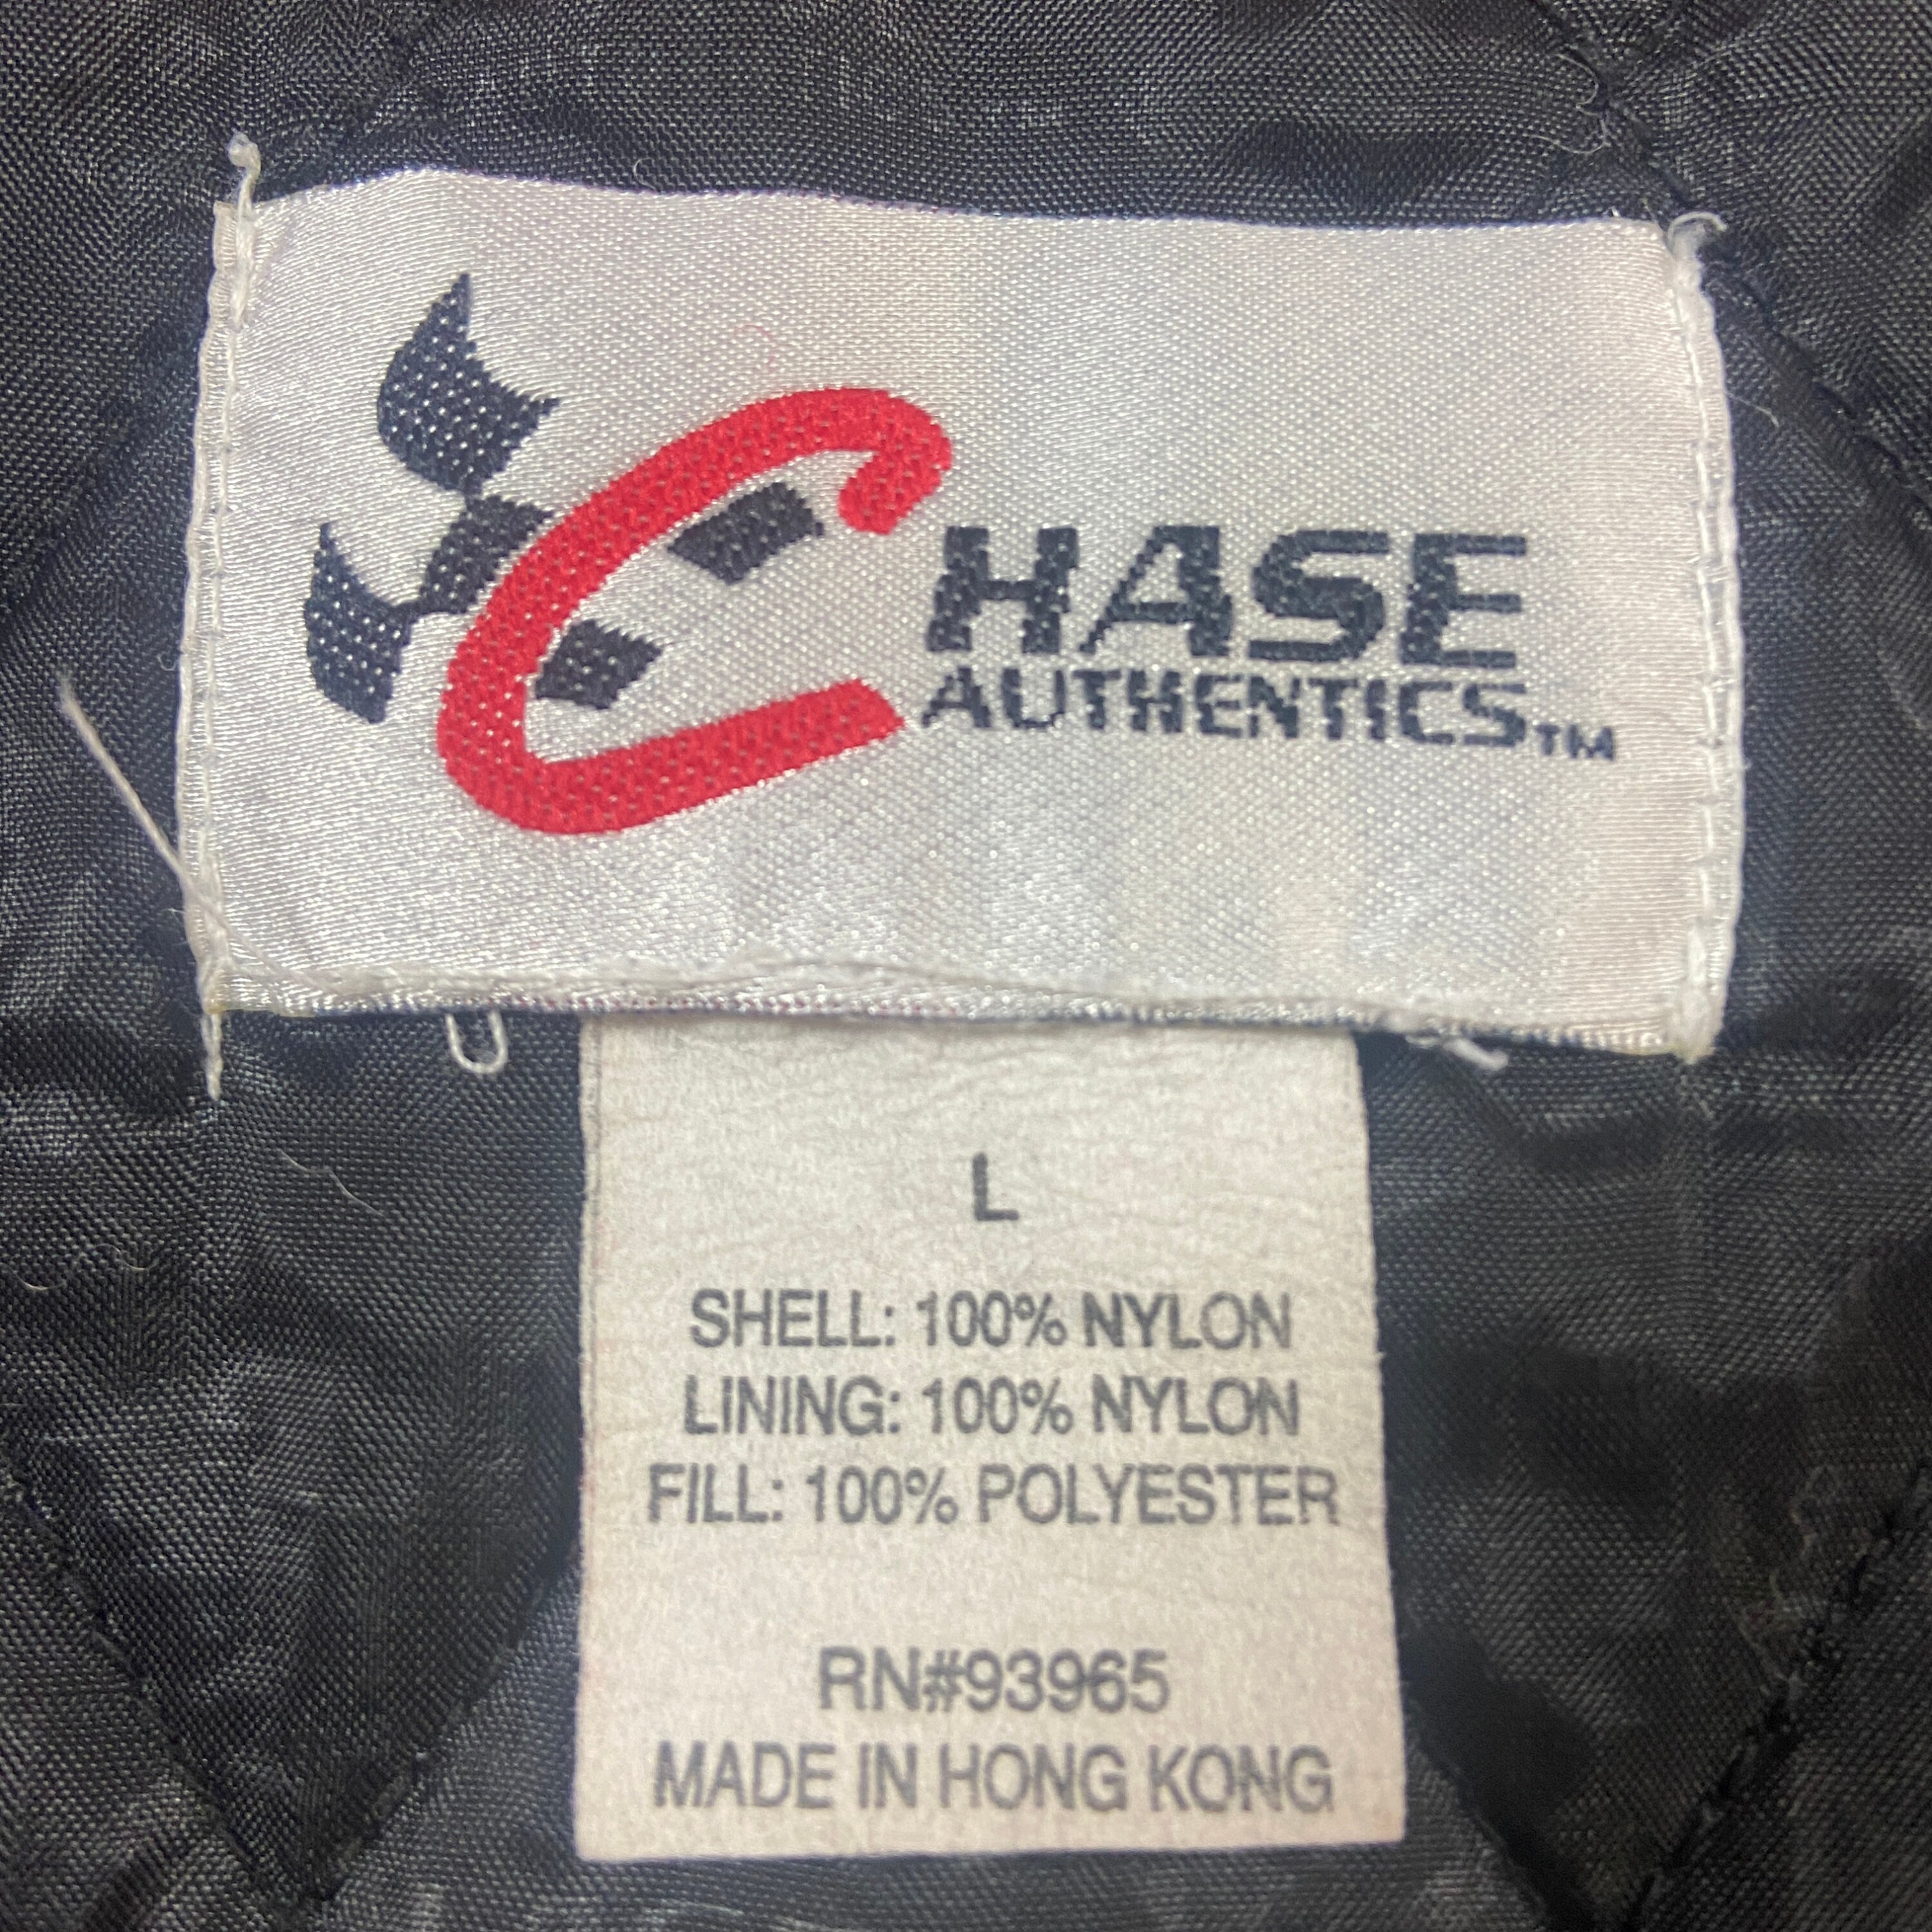 CHASE
AUTHENTICS™
L
SHELL: 100% NYLON
LINING: 100% NYLON
FILL: 100% POLYESTER
RN#93965
MADE IN HONG KONG